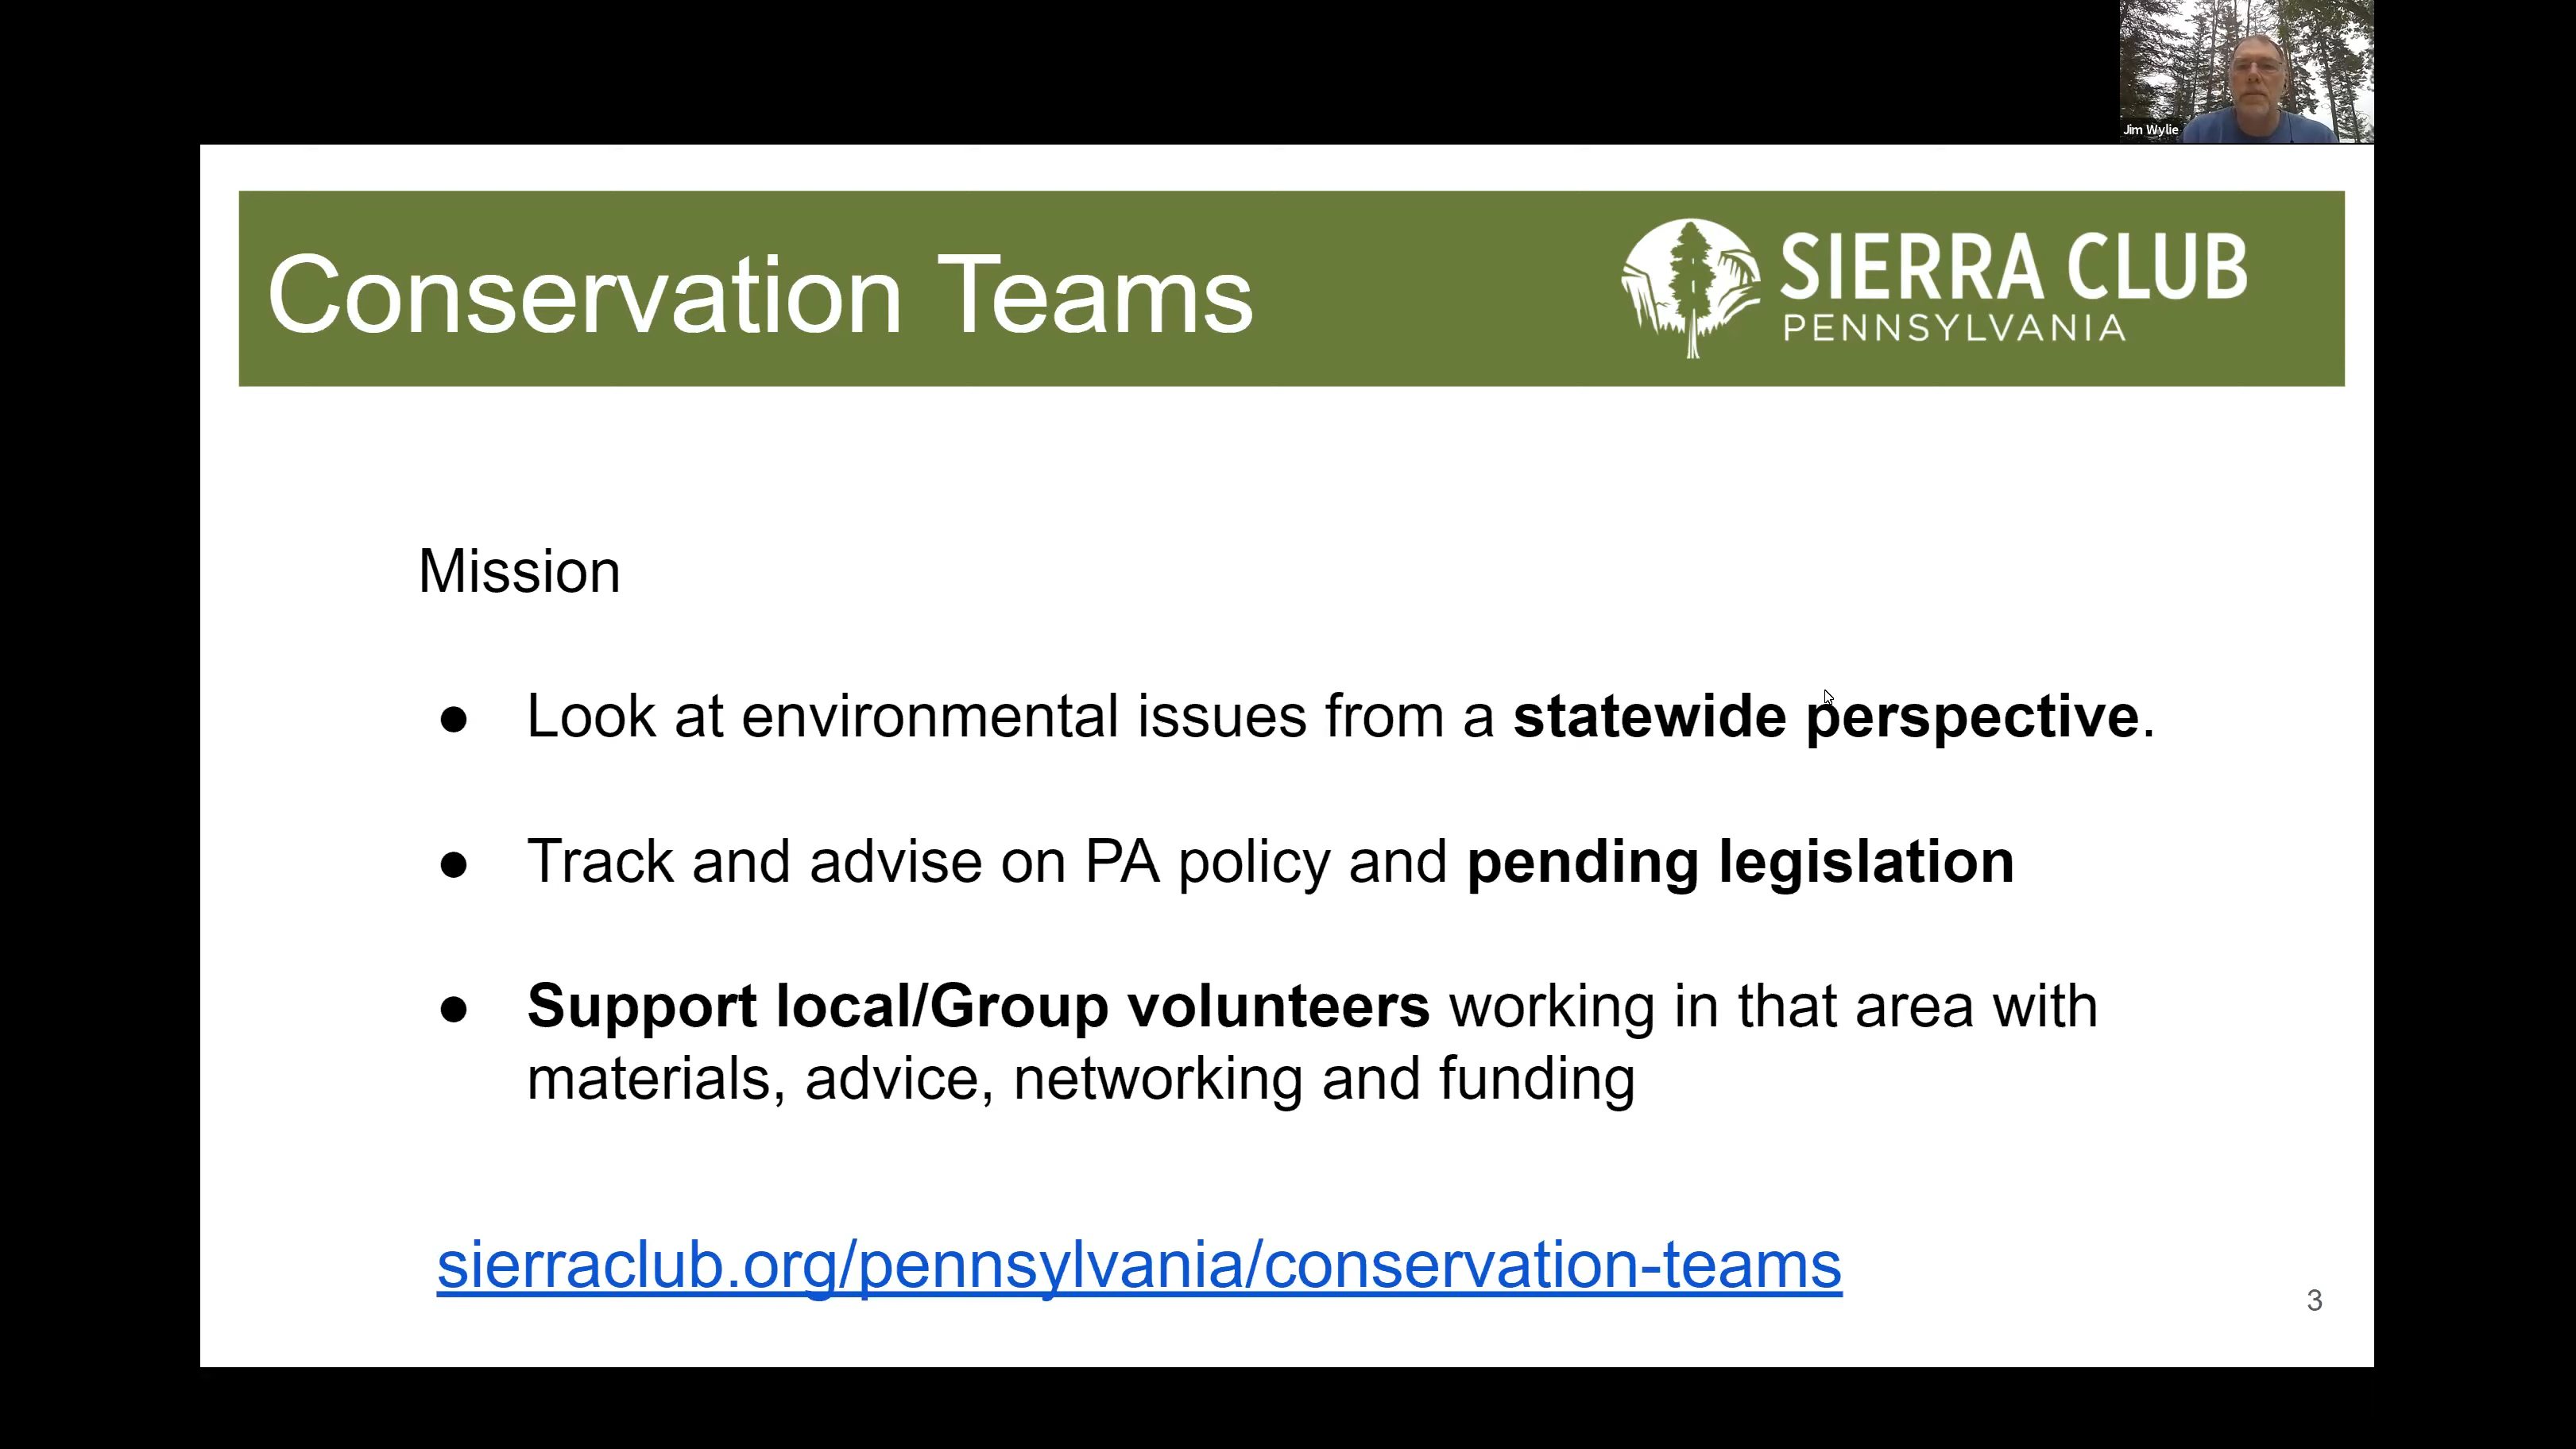 Jim Wylie
Conservation Teams
SIERRA CLUB
PENNSYLVANIA
Mission
● Look at environmental issues from a statewide perspective.
● Track and advise on PA policy and pending legislation
● Support local/Group volunteers working in that area with
materials, advice, networking and funding
sierraclub.org/pennsylvania/conservation-teams
3